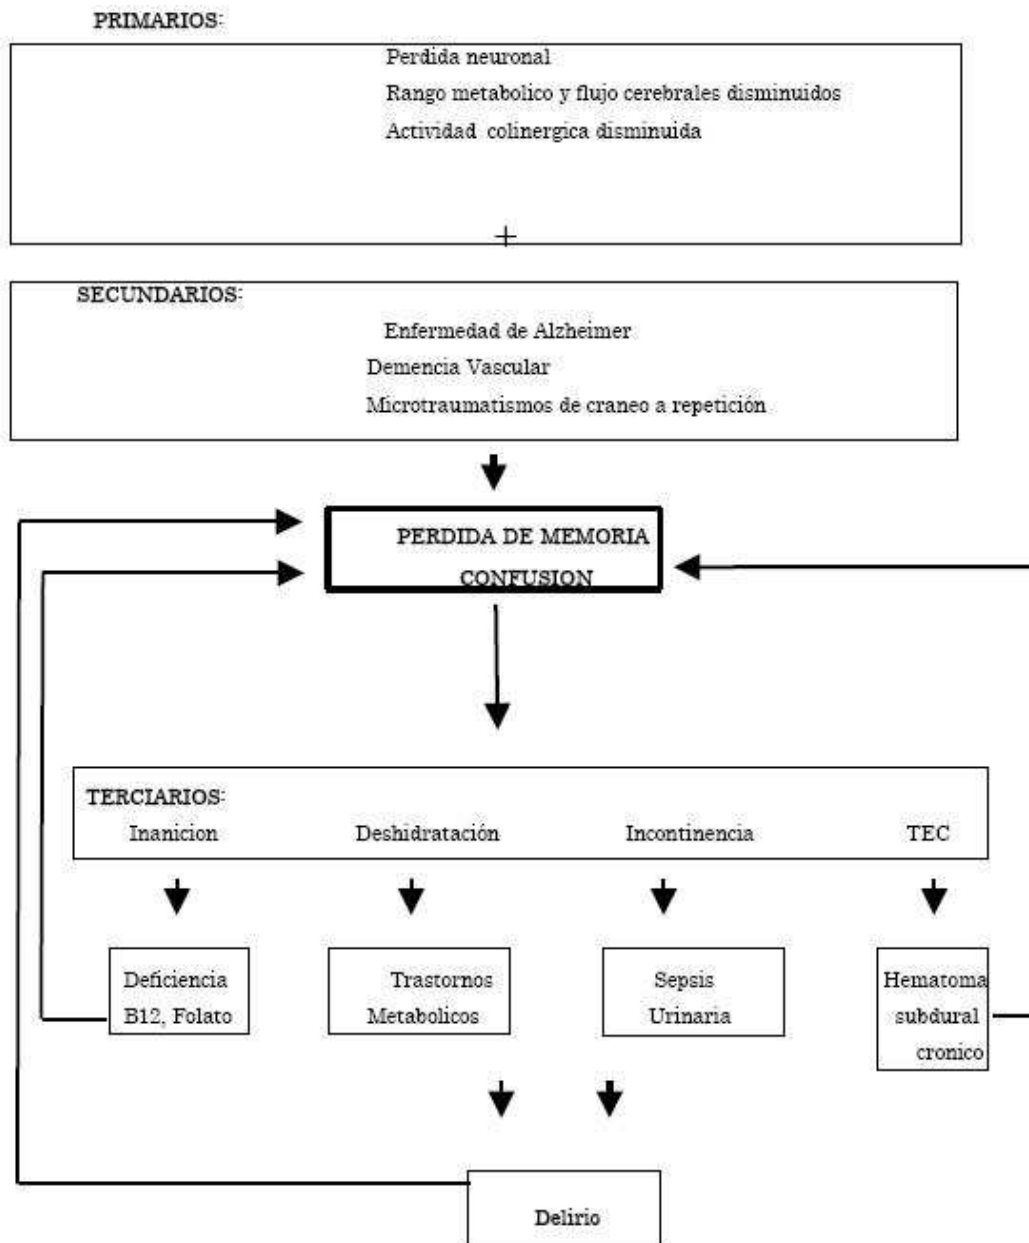 PRIMARIOS:
Perdida neuronal
Rango metabolico y flujo cerebrales disminuidos
Actividad colinergica disminuida
+
SECUNDARIOS:
Enfermedad de Alzheimer
Demencia Vascular
Microtraumatismos de craneo a repetición
PERDIDA DE MEMORIA
CONFUSION
TERCIARIOS:
Inanicion Deshidratación Incontinencia TEC
Deficiencia
B12, Folato
Trastornos
Metabolicos
Sepsis
Urinaria
Hematoma
subdural
cronico
Delirio